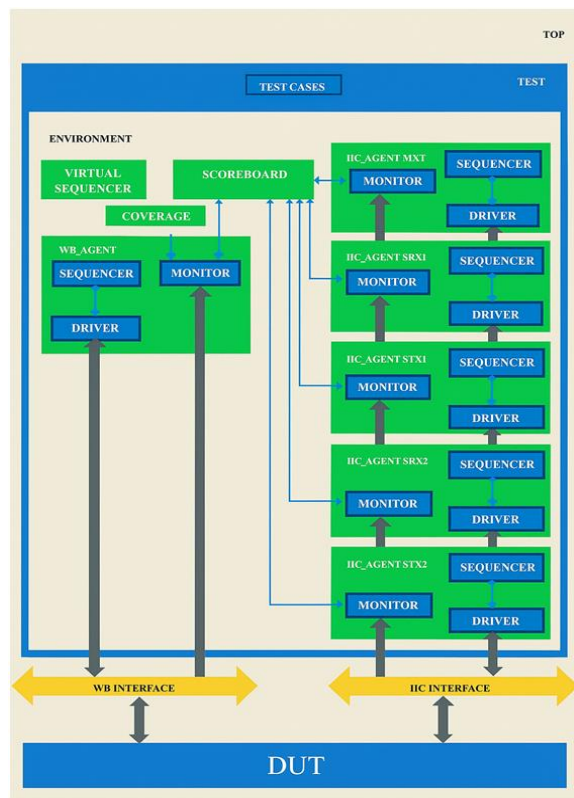 TOP
TEST
TEST CASES
ENVIRONMENT
VIRTUAL
SEQUENCER
SCOREBOARD
COVERAGE
WB_AGENT
SEQUENCER
MONITOR
DRIVER
IIC_AGENT MXT
SEQUENCER
MONITOR
DRIVER
IIC_AGENT SRX1
SEQUENCER
MONITOR
DRIVER
IIC_AGENT STX1
SEQUENCER
MONITOR
DRIVER
IIC_AGENT SRX2
SEQUENCER
MONITOR
DRIVER
IIC_AGENT STX2
SEQUENCER
MONITOR
DRIVER
WB INTERFACE
IIC INTERFACE
DUT